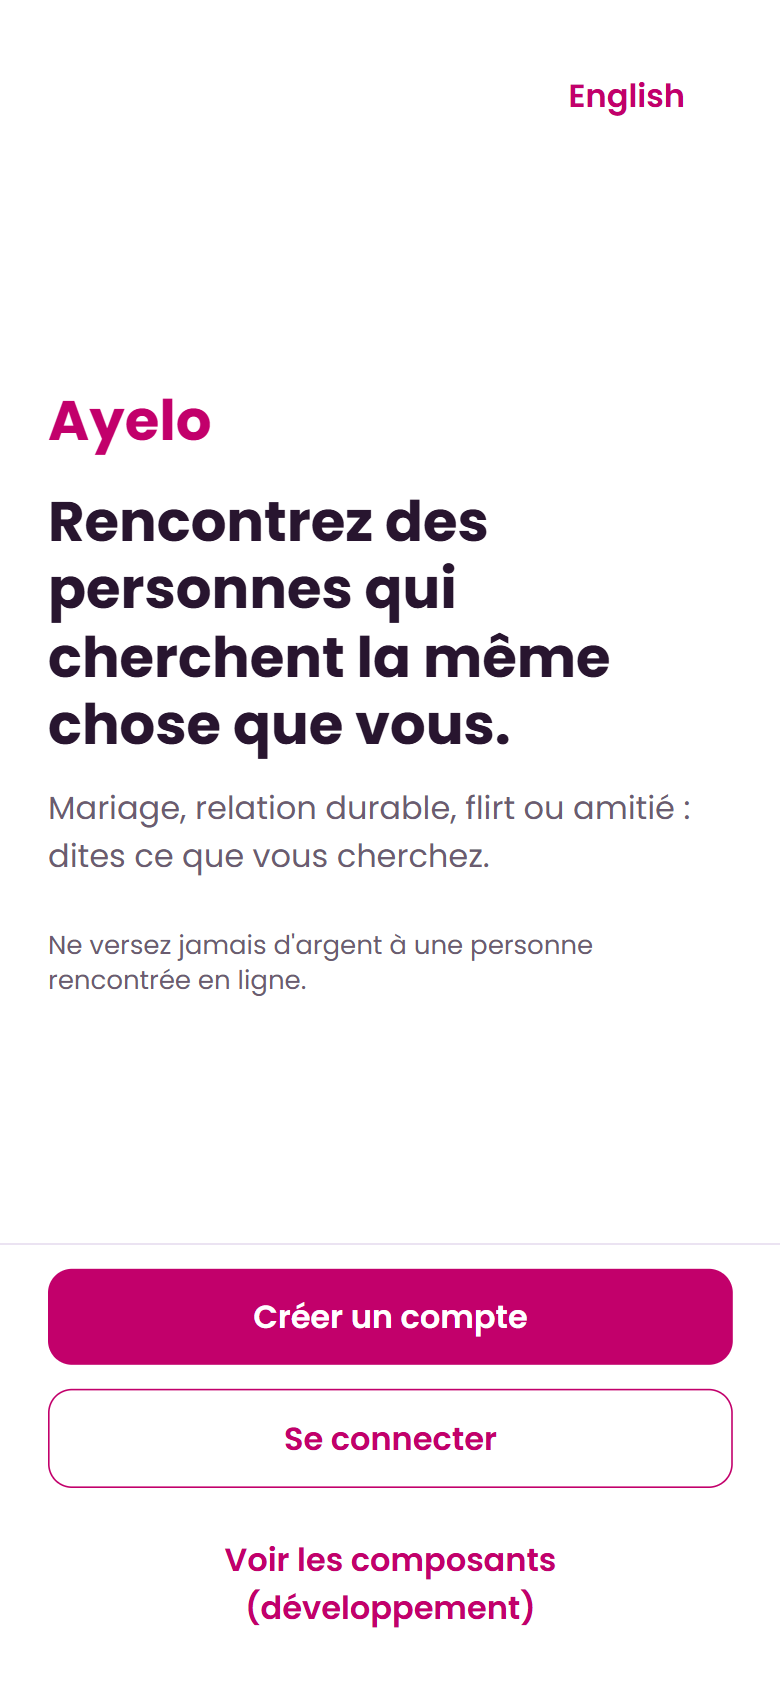 English
Ayelo
Rencontrez des
personnes qui
cherchent la même
chose que vous.
Mariage, relation durable, flirt ou amitié :
dites ce que vous cherchez.
Ne versez jamais d'argent à une personne
rencontrée en ligne.
Créer un compte
Se connecter
Voir les composants
(développement)